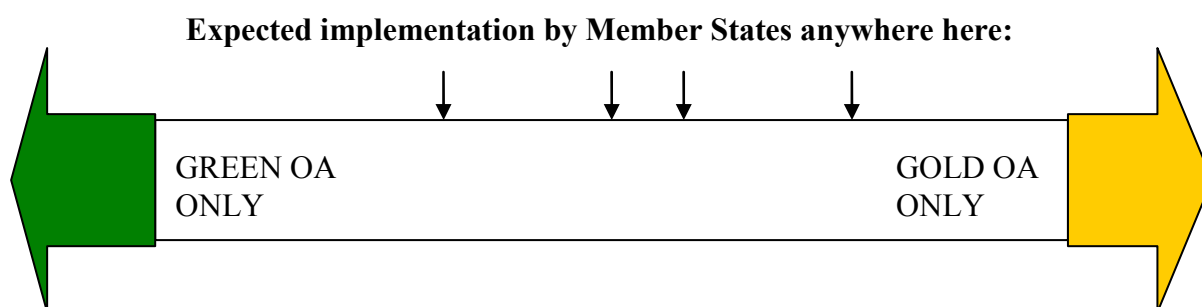 Expected implementation by Member States anywhere here:
GREEN OA
ONLY
GOLD OA
ONLY